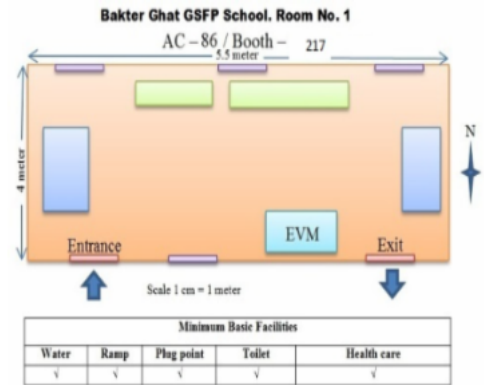 Bakter Ghat GSFP School. Room No. 1
AC – 86 / Booth – 217
5.5 meter
4 meter
N
EVM
Entrance
Exit
Scale 1 cm = 1 meter
Minimum Basic Facilities
Water Ramp Plug point Toilet Health care
√ √ √ √ √